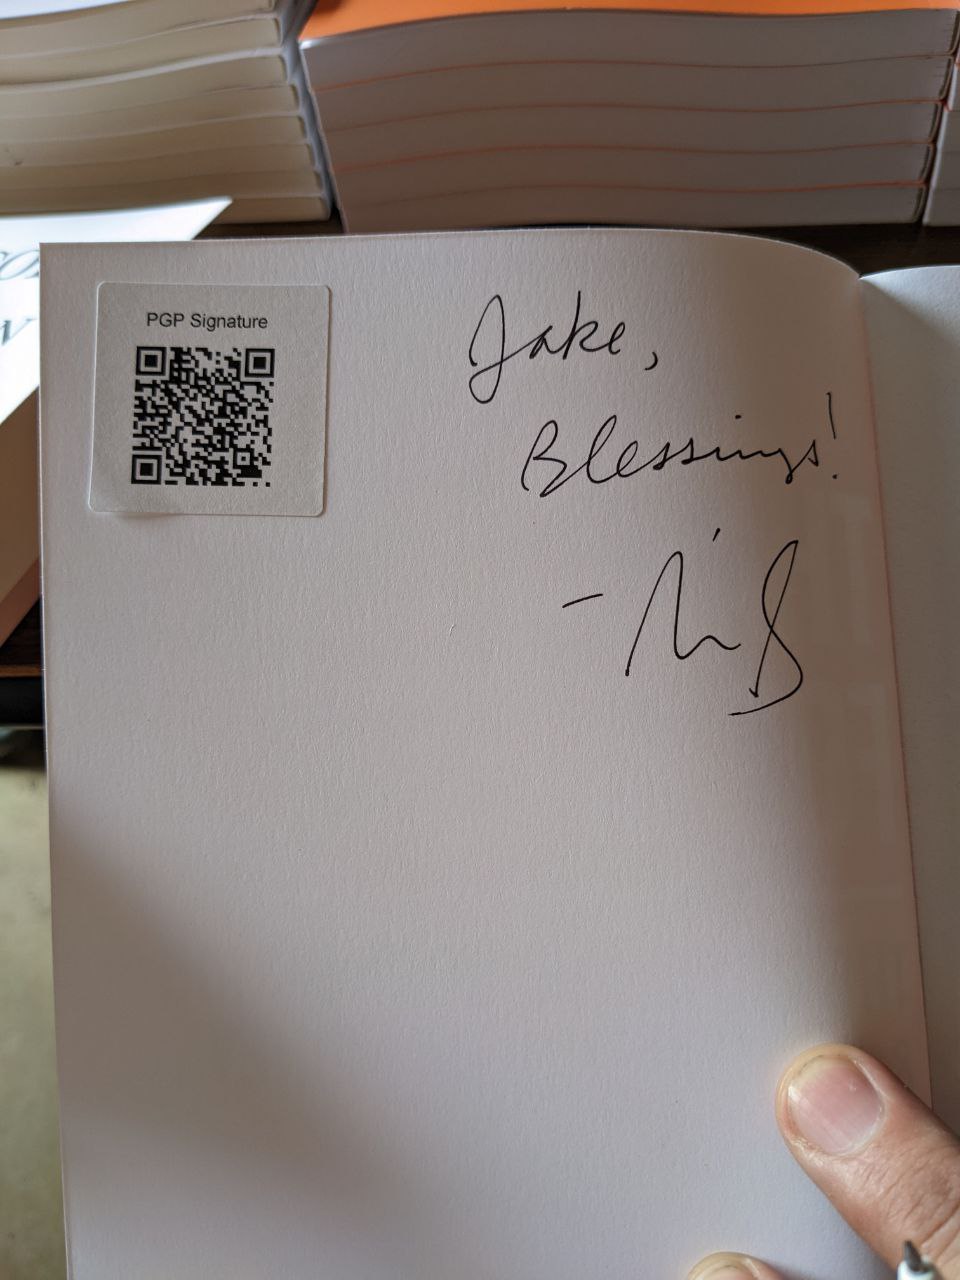 PGP Signature
Jake,
Blessings!